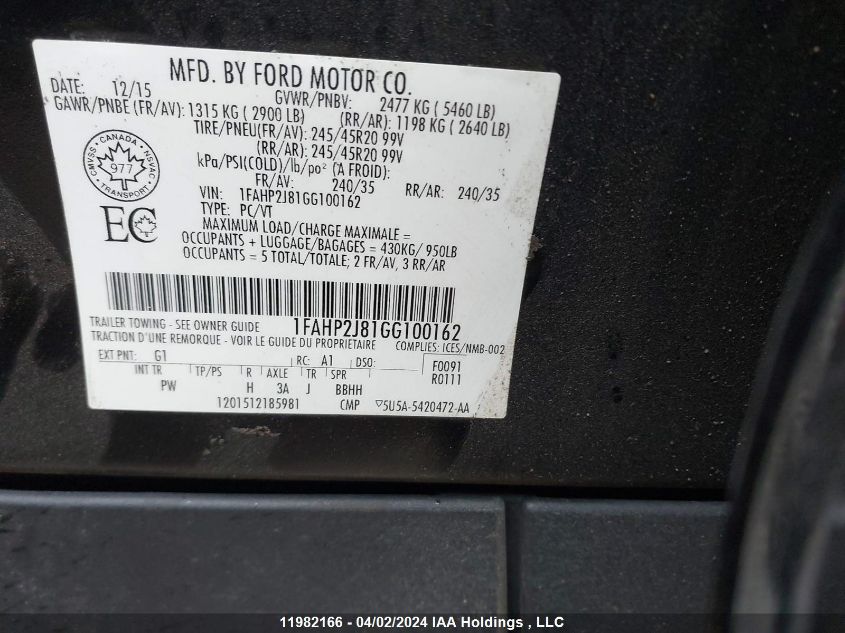 MFD. BY FORD MOTOR CO.
DATE: 12/15 GVWR/PNBV: 2477 KG ( 5460 LB)
GAWR/PNBE (FR/AV): 1315 KG ( 2900 LB) (RR/AR): 1198 KG ( 2640 LB)
TIRE/PNEU(FR/AV): 245/45R20 99V
(RR/AR): 245/45R20 99V
kPa/PSI(COLD)/lb/po² (A FROID):
FR/AV: 240/35 RR/AR: 240/35
VIN: 1FAHP2J81GG100162
TYPE: PC/VT
MAXIMUM LOAD/CHARGE MAXIMALE =
OCCUPANTS + LUGGAGE/BAGAGES = 430KG/ 950LB
OCCUPANTS = 5 TOTAL/TOTALE; 2 FR/AV, 3 RR/AR
CANADA
CMVSS NSVAC
977
TRANSPORT
EC
1FAHP2J81GG100162
TRAILER TOWING - SEE OWNER GUIDE
TRACTION D'UNE REMORQUE - VOIR LE GUIDE DU PROPRIETAIRE COMPLIES: ICES/NMB-002
EXT PNT: G1 RC: A1 DSO: F0091
INT TR TP/PS R AXLE TR SPR R0111
PW H 3A J BBHH
1201512185981 CMP ▽5U5A-5420472-AA
11982166 - 04/02/2024 IAA Holdings , LLC